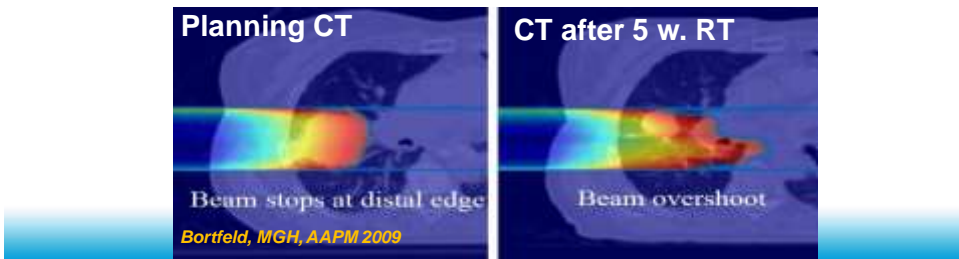 Planning CT
CT after 5 w. RT
Beam stops at distal edge
Beam overshoot
Bortfeld, MGH, AAPM 2009